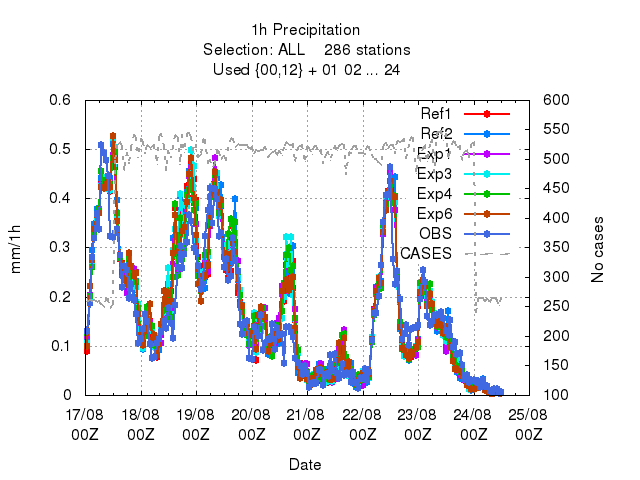 1h Precipitation
Selection: ALL    286 stations
Used {00,12} + 01 02 ... 24
0.6
0.5
0.4
0.3
0.2
0.1
0
mm/1h
600
550
500
450
400
350
300
250
200
150
100
No cases
Ref1
Ref2
Exp1
Exp3
Exp4
Exp6
OBS
CASES
17/08 18/08 19/08 20/08 21/08 22/08 23/08 24/08 25/08
00Z 00Z 00Z 00Z 00Z 00Z 00Z 00Z 00Z
Date